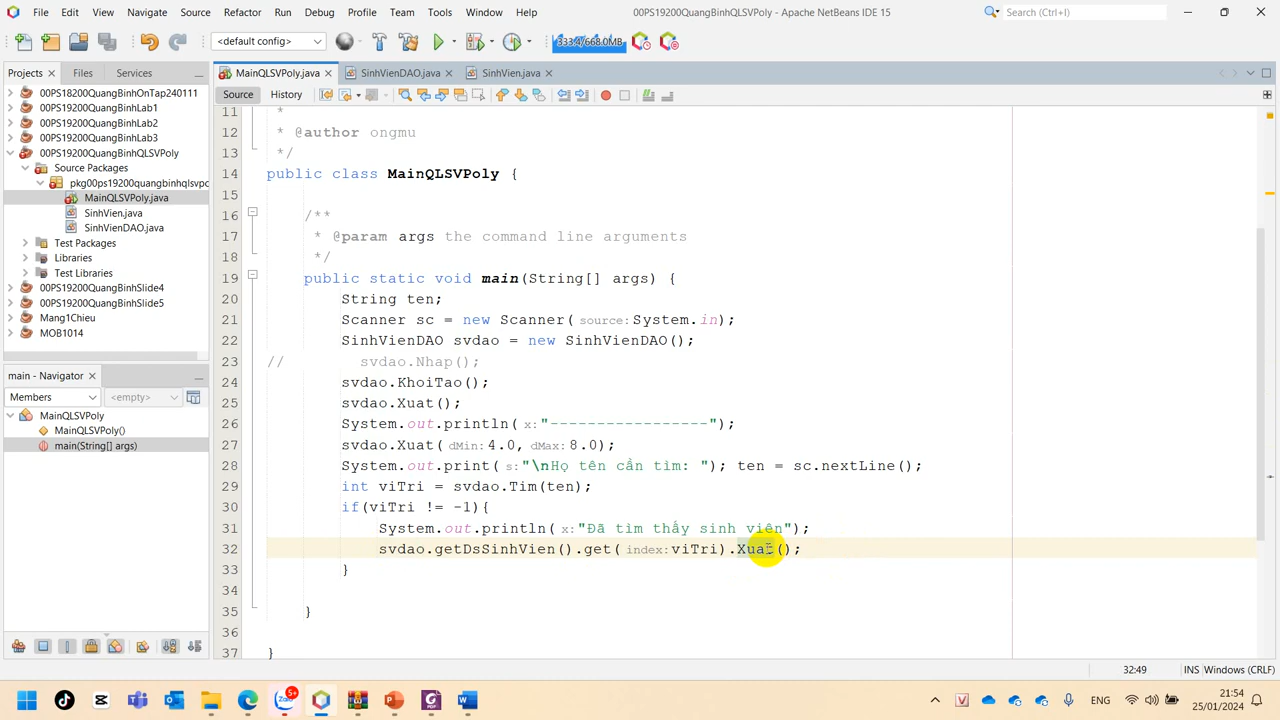 File Edit View Navigate Source Refactor Run Debug Profile Team Tools Window Help 00PS19200QuangBinhQLSVPoly - Apache NetBeans IDE 15 Search (Ctrl+I)
<default config> 333.4/668.0MB
Projects Files Services MainQLSVPoly.java SinhVienDAO.java SinhVien.java
Source History
00PS18200QuangBinhOnTap240111
00PS19200QuangBinhLab1
00PS19200QuangBinhLab2
00PS19200QuangBinhLab3
00PS19200QuangBinhQLSVPoly
Source Packages
pkg00ps19200quangbinhqlsvpo
MainQLSVPoly.java
SinhVien.java
SinhVienDAO.java
Test Packages
Libraries
Test Libraries
00PS19200QuangBinhSlide4
00PS19200QuangBinhSlide5
Mang1Chieu
MOB1014
main - Navigator
Members <empty>
MainQLSVPoly
MainQLSVPoly()
main(String[] args)
11 *
12 * @author ongmu
13 */
14 public class MainQLSVPoly {
15
16 /**
17 * @param args the command line arguments
18 */
19 public static void main(String[] args) {
20 String ten;
21 Scanner sc = new Scanner( source: System.in);
22 SinhVienDAO svdao = new SinhVienDAO();
23 // svdao.Nhap();
24 svdao.KhoiTao();
25 svdao.Xuat();
26 System.out.println( x: "-----------------");
27 svdao.Xuat( dMin: 4.0, dMax: 8.0);
28 System.out.print( s: "\nHọ tên cần tìm: "); ten = sc.nextLine();
29 int viTri = svdao.Tim(ten);
30 if(viTri != -1){
31 System.out.println( x: "Đã tìm thấy sinh viên");
32 svdao.getDsSinhVien().get( index: viTri).Xuat();
33 }
34
35 }
36
37 }
32:49 INS Windows (CRLF)
Zalo 5+ ENG 21:54
25/01/2024